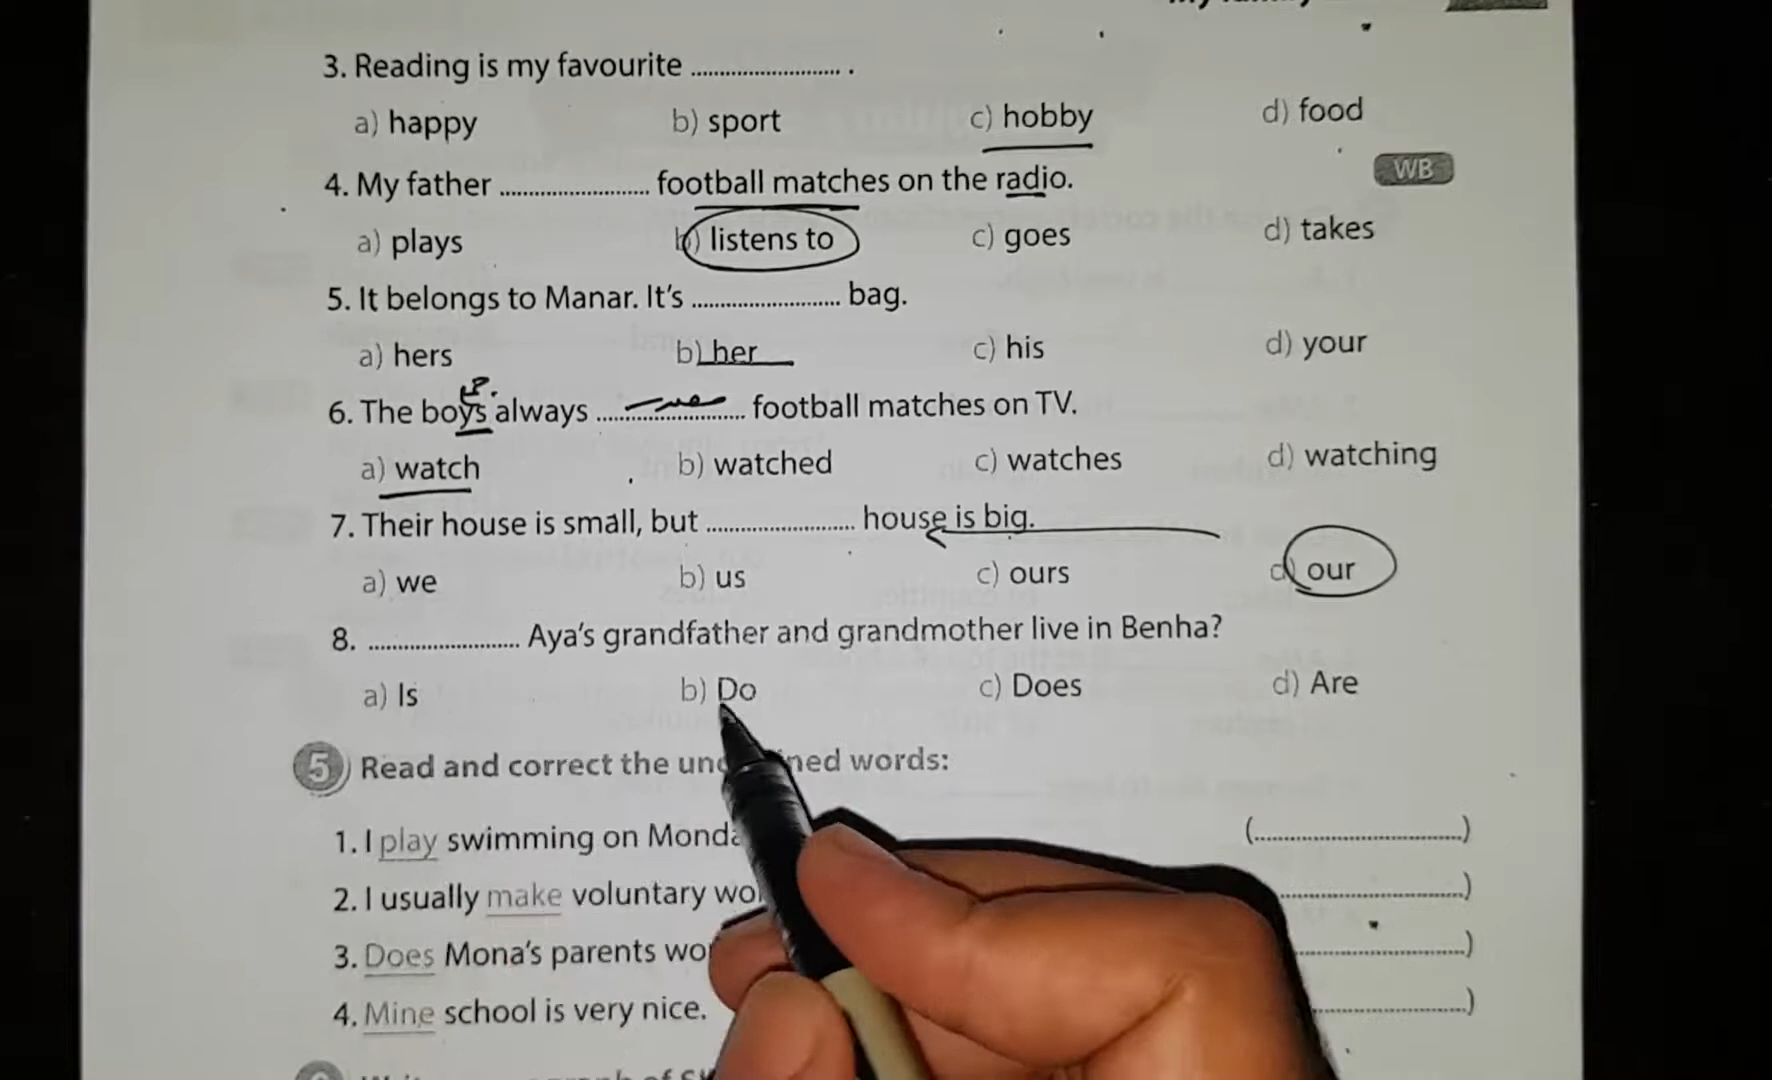 3. Reading is my favourite .......................... .
a) happy b) sport c) hobby d) food
4. My father .......................... football matches on the radio. WB
a) plays b) listens to c) goes d) takes
5. It belongs to Manar. It's .......................... bag.
a) hers b) her c) his d) your
6. The boys always .......................... football matches on TV.
a) watch b) watched c) watches d) watching
7. Their house is small, but .......................... house is big.
a) we b) us c) ours d) our
8. .......................... Aya's grandfather and grandmother live in Benha?
a) Is b) Do c) Does d) Are
5 Read and correct the words:
1. I play swimming on (..........................)
2. I usually make voluntary ..........................)
3. Does Mona's parents ..........................)
4. Mine school is very nice. ..........................)